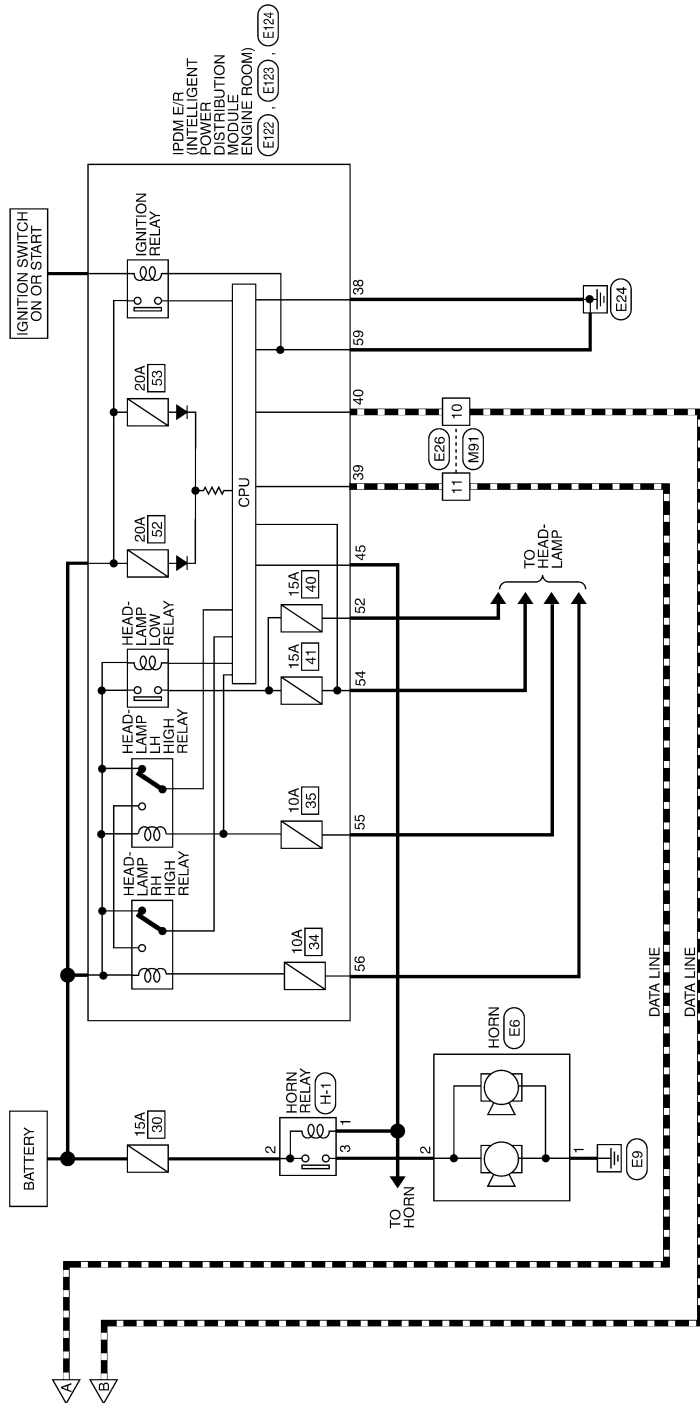 IPDM E/R
(INTELLIGENT
POWER
DISTRIBUTION
MODULE
ENGINE ROOM)
E122 , E123 , E124
IGNITION SWITCH
ON OR START
IGNITION
RELAY
20A
53
20A
52
CPU
HEAD-
LAMP
LOW
RELAY
HEAD-
LAMP
LH
HIGH
RELAY
HEAD-
LAMP
RH
HIGH
RELAY
15A
40
15A
41
10A
35
10A
34
38
59
40
39
45
52
54
55
56
E24
10
E26
M91
11
TO
HEAD-
LAMP
BATTERY
15A
30
HORN
RELAY
H-1
2
1
3
TO
HORN
HORN
E6
2
1
E9
DATA LINE
DATA LINE
A
B